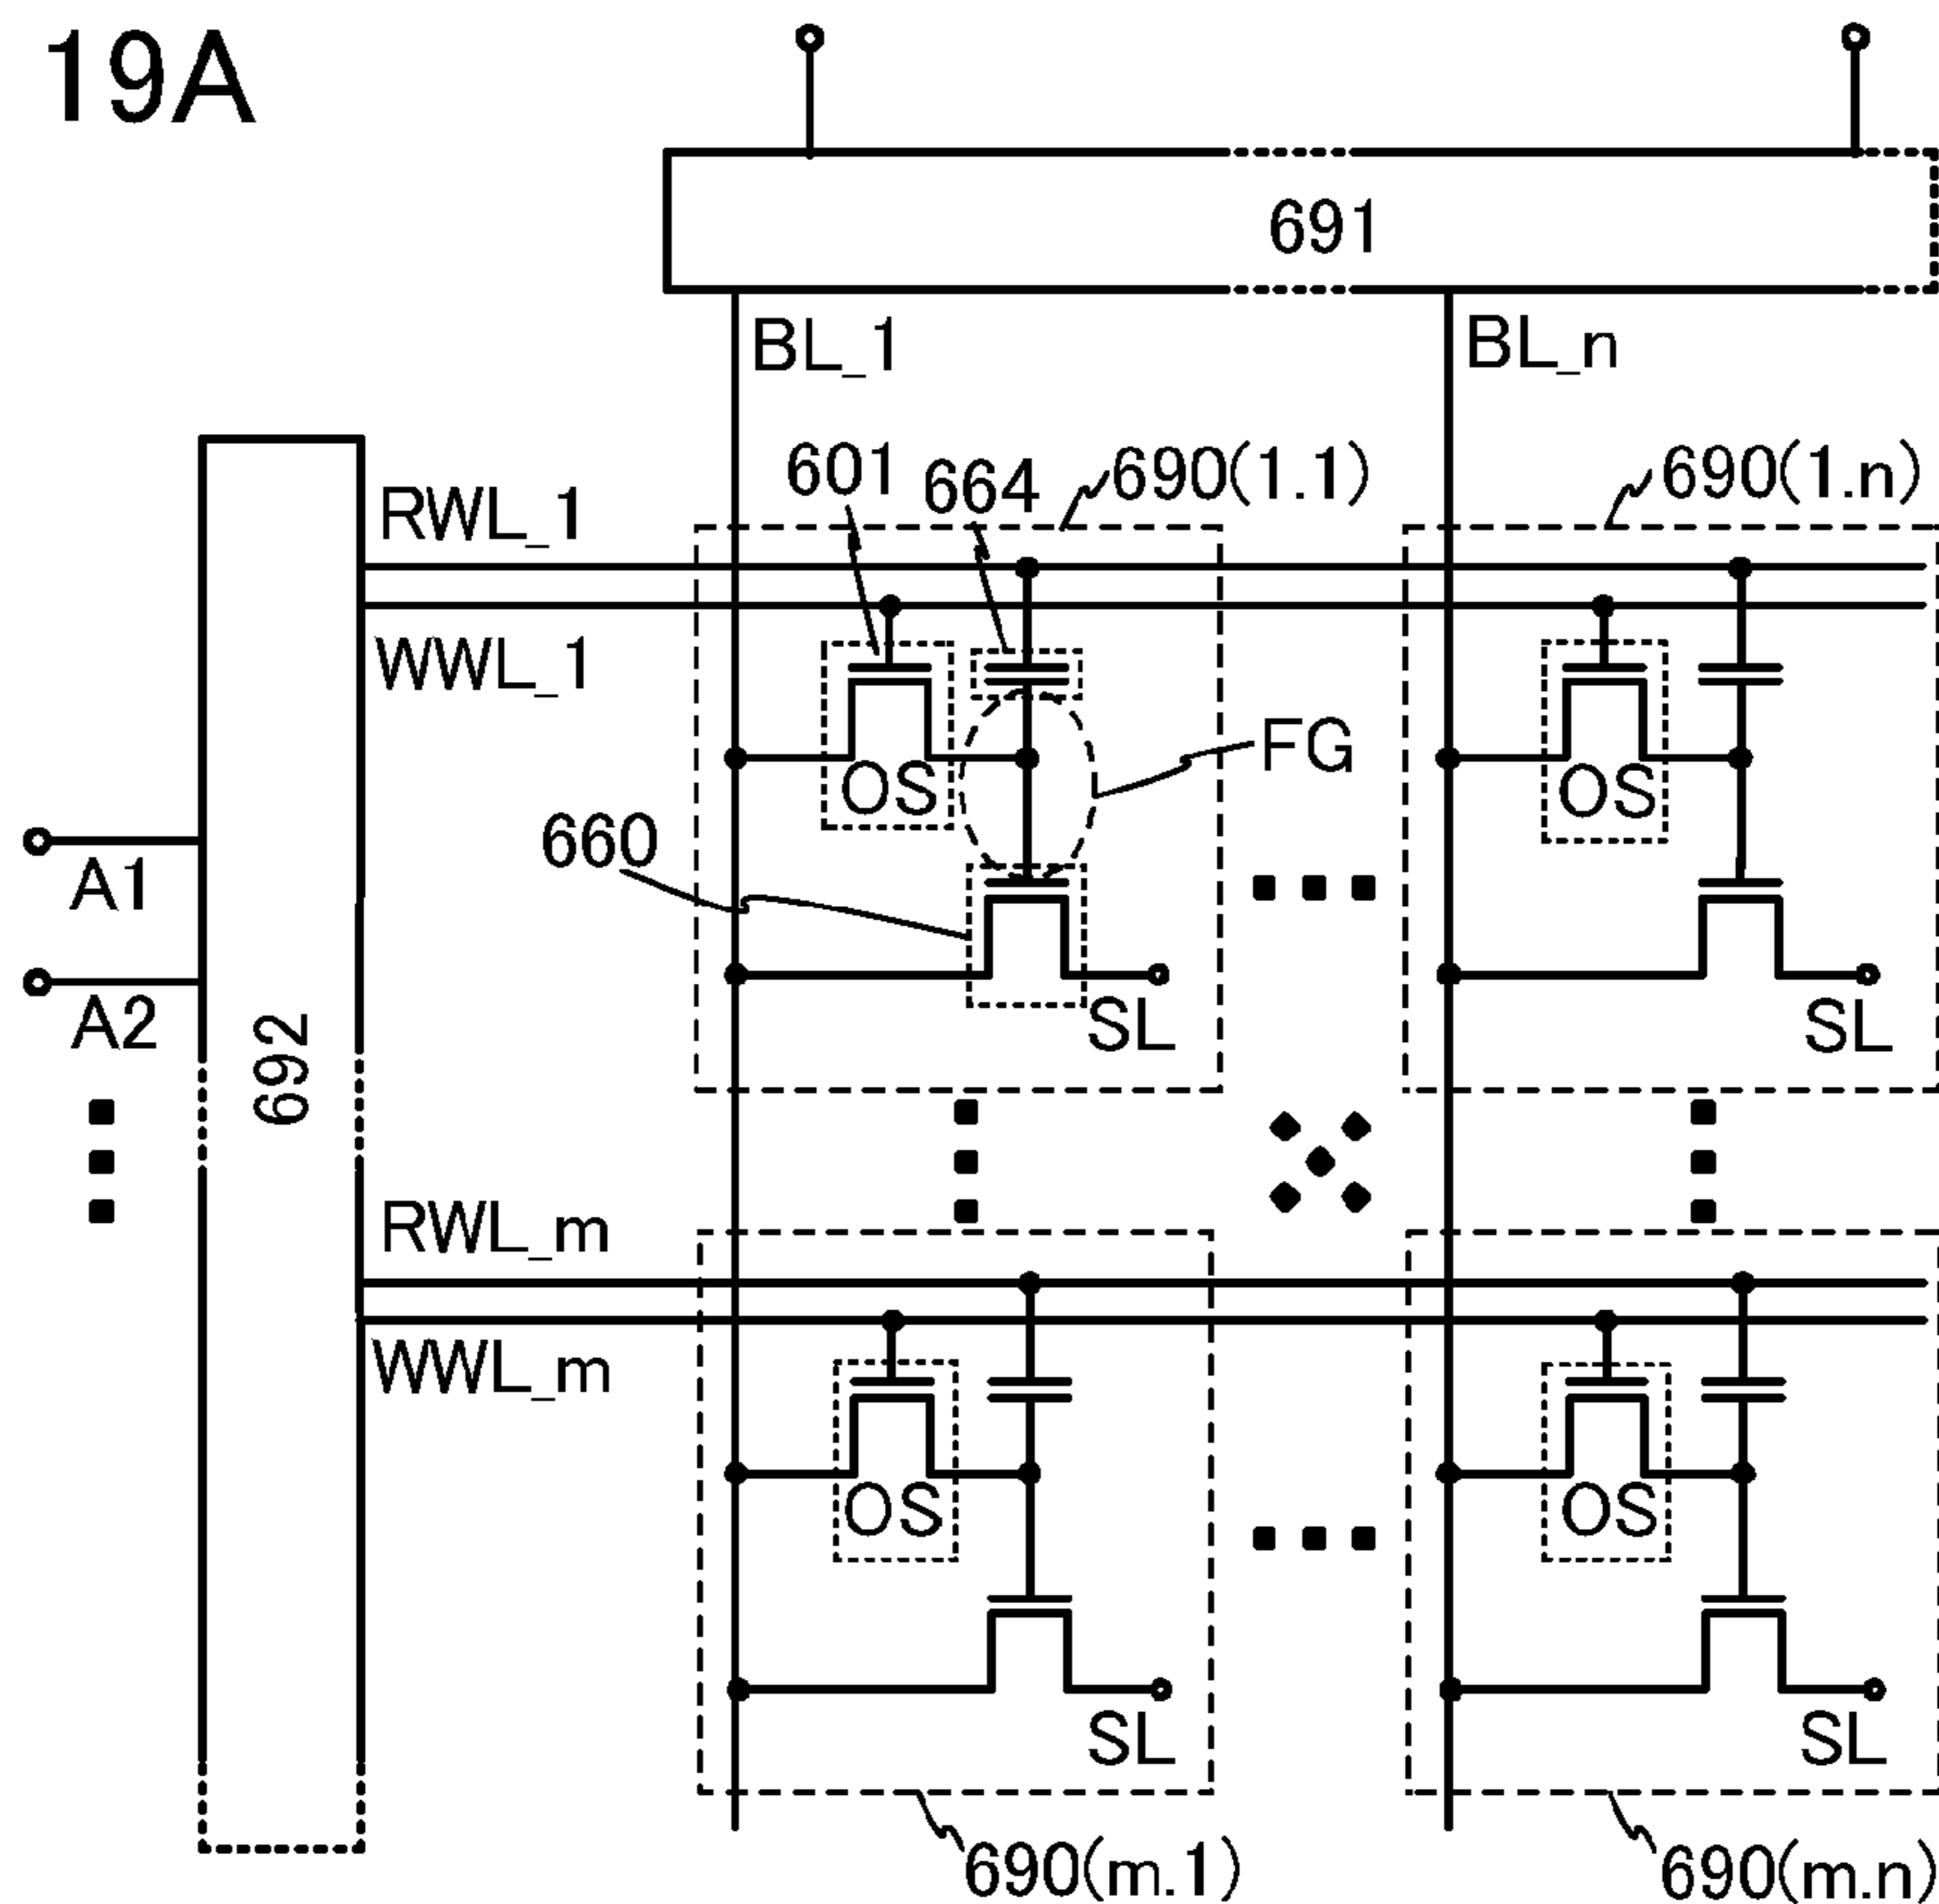 19A
691
BL_1
BL_n
601
664
690(1.1)
690(1.n)
RWL_1
WWL_1
FG
OS
OS
660
A1
A2
SL
SL
692
RWL_m
WWL_m
OS
OS
SL
SL
690(m.1)
690(m.n)